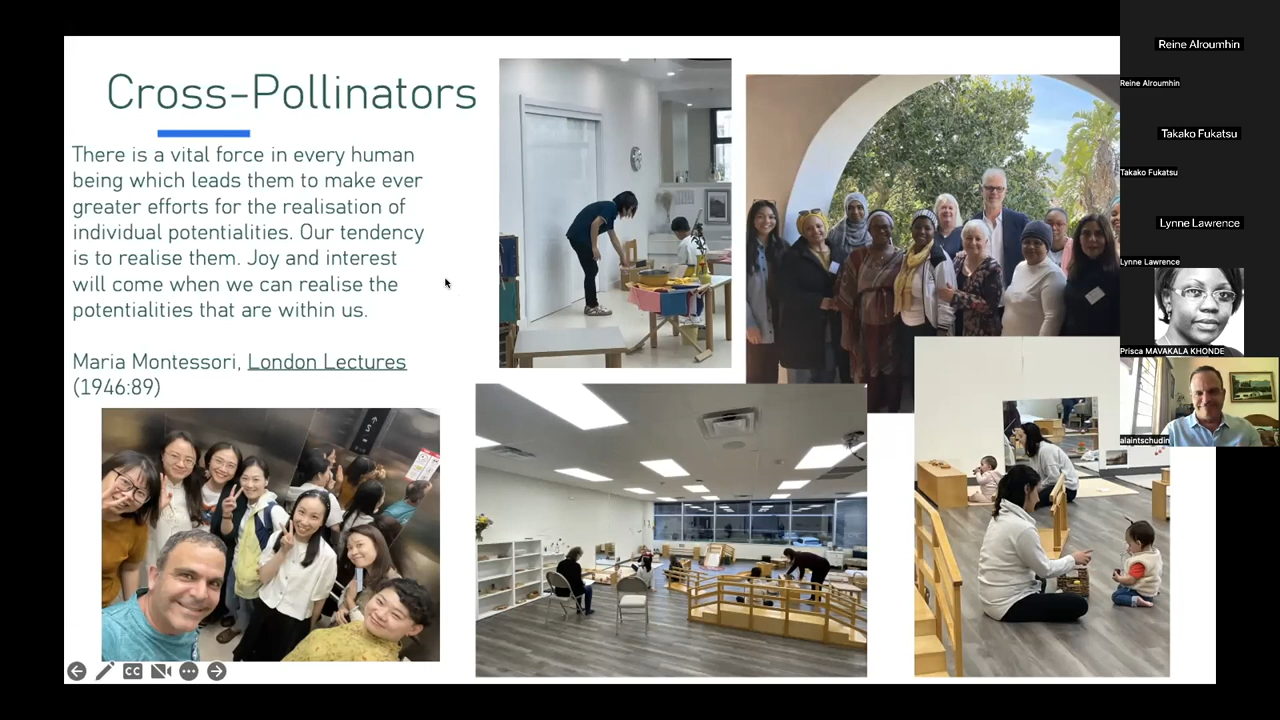 Cross-Pollinators
There is a vital force in every human
being which leads them to make ever
greater efforts for the realisation of
individual potentialities. Our tendency
is to realise them. Joy and interest
will come when we can realise the
potentialities that are within us.
Maria Montessori, London Lectures
(1946:89)
CC
Reine Alroumhin
Reine Alroumhin
Takako Fukatsu
Takako Fukatsu
Lynne Lawrence
Lynne Lawrence
Prisca MAVAKALA KHONDE
alaintschudin